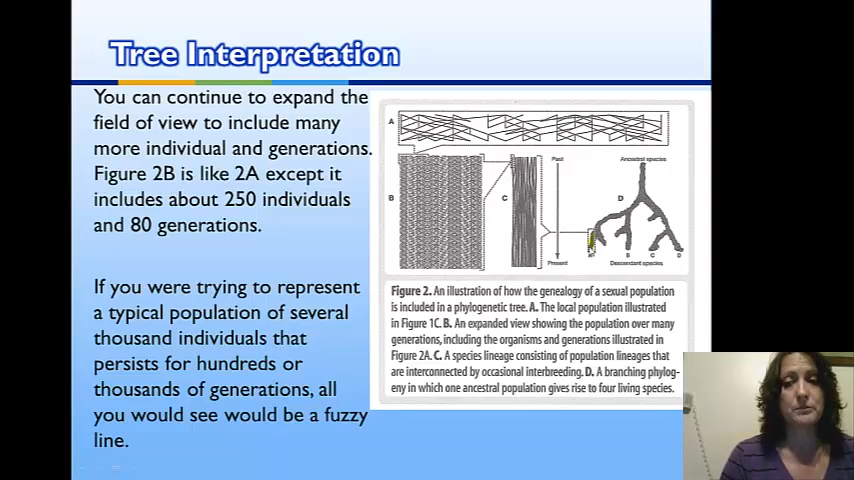 Tree Interpretation
You can continue to expand the
field of view to include many
more individual and generations.
Figure 2B is like 2A except it
includes about 250 individuals
and 80 generations.
If you were trying to represent
a typical population of several
thousand individuals that
persists for hundreds or
thousands of generations, all
you would see would be a fuzzy
line.
A
B
C
Past
Present
Ancestral species
D
A
B
C
D
Descendant species
Figure 2. An illustration of how the genealogy of a sexual population
is included in a phylogenetic tree. A. The local population illustrated
in Figure 1C. B. An expanded view showing the population over many
generations, including the organisms and generations illustrated in
Figure 2A. C. A species lineage consisting of population lineages that
are interconnected by occasional interbreeding. D. A branching phylog-
eny in which one ancestral population gives rise to four living species.